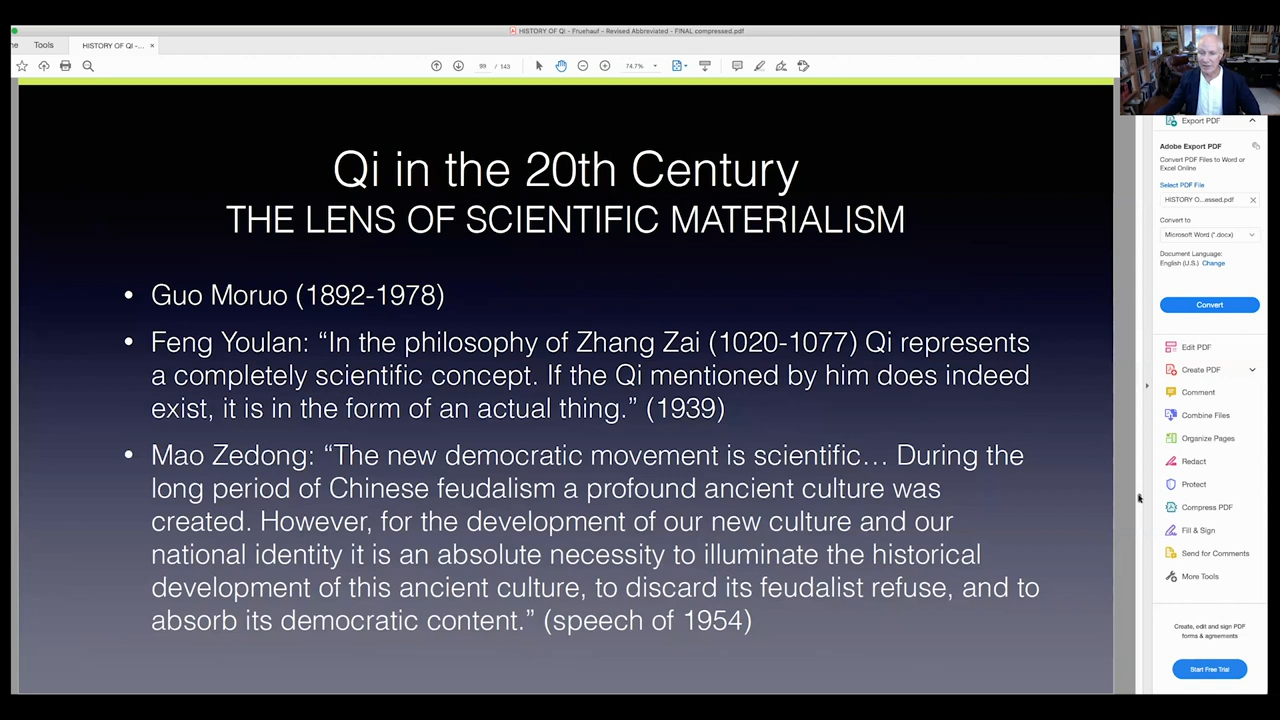 HISTORY OF QI - Fruehauf - Revised Abbreviated - FINAL compressed.pdf
Tools
HISTORY OF QI -...
99 / 143
74.7%
Export PDF
Adobe Export PDF
Convert PDF Files to Word or
Excel Online
Select PDF File
HISTORY O...essed.pdf
Convert to
Microsoft Word (*.docx)
Document Language:
English (U.S.) Change
Convert
Edit PDF
Create PDF
Comment
Combine Files
Organize Pages
Redact
Protect
Compress PDF
Fill & Sign
Send for Comments
More Tools
Create, edit and sign PDF
forms & agreements
Start Free Trial
Qi in the 20th Century
THE LENS OF SCIENTIFIC MATERIALISM
• Guo Moruo (1892-1978)
• Feng Youlan: “In the philosophy of Zhang Zai (1020-1077) Qi represents
a completely scientific concept. If the Qi mentioned by him does indeed
exist, it is in the form of an actual thing.” (1939)
• Mao Zedong: “The new democratic movement is scientific… During the
long period of Chinese feudalism a profound ancient culture was
created. However, for the development of our new culture and our
national identity it is an absolute necessity to illuminate the historical
development of this ancient culture, to discard its feudalist refuse, and to
absorb its democratic content.” (speech of 1954)